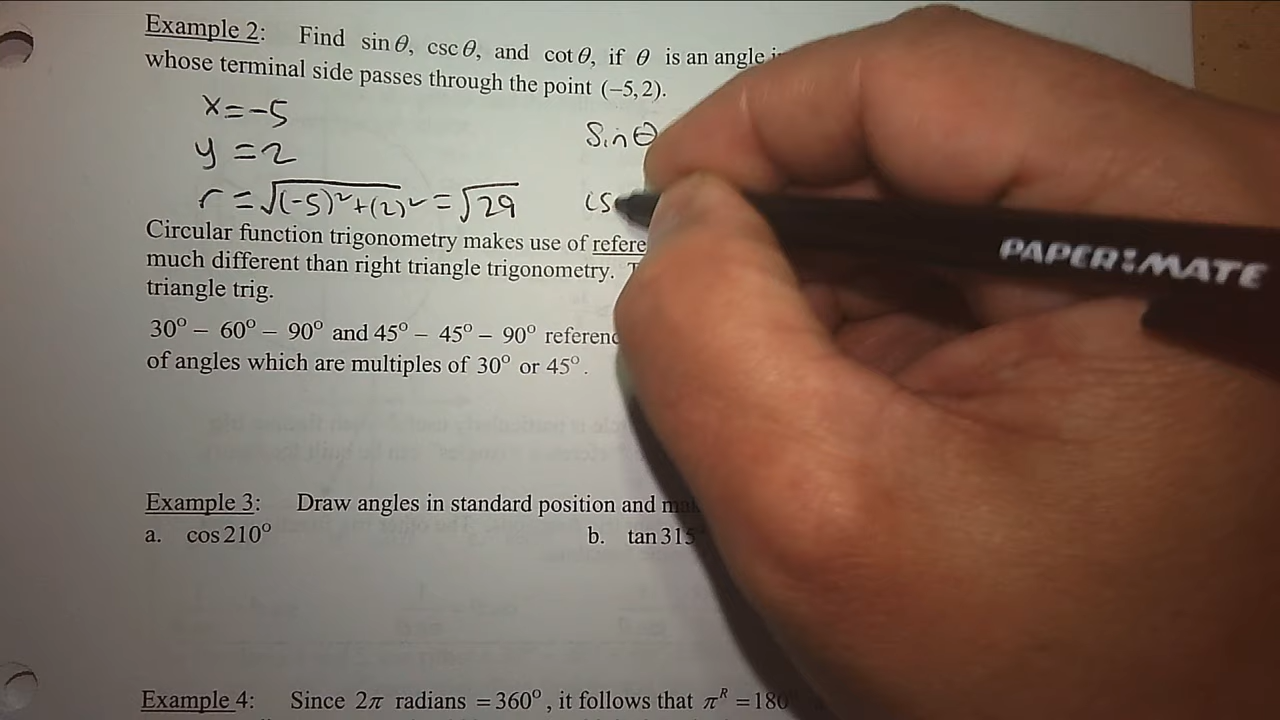 Example 2: Find sin θ, csc θ, and cot θ, if θ is an angle
whose terminal side passes through the point (−5, 2).
x = -5
y = 2
sin θ
r = √(-5)² + (2)² = √29
cs
Circular function trigonometry makes use of
much different than right triangle trigonometry.
triangle trig.
30° − 60° − 90° and 45° − 45° − 90°
of angles which are multiples of 30° or 45°.
Example 3: Draw angles in standard position and
a. cos 210°
b. tan 315°
Example 4: Since 2π radians = 360°, it follows that π^R = 180
PAPER:MATE